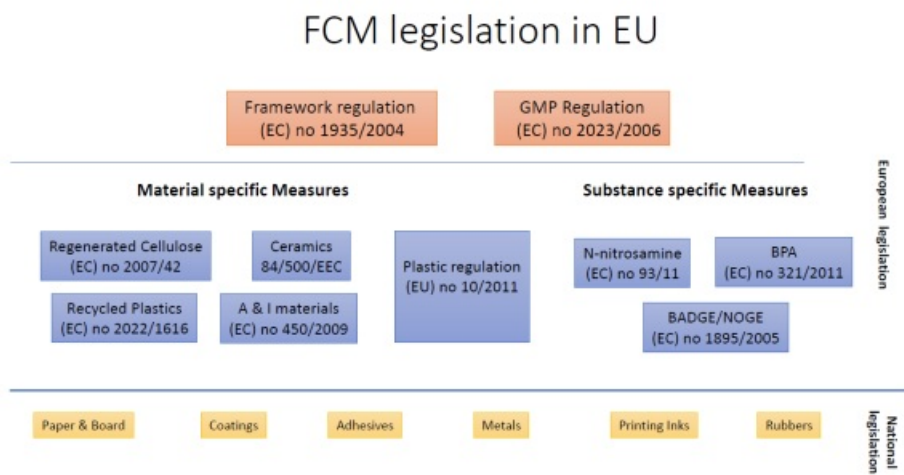 FCM legislation in EU
Framework regulation
(EC) no 1935/2004
GMP Regulation
(EC) no 2023/2006
European legislation
Material specific Measures
Substance specific Measures
Regenerated Cellulose
(EC) no 2007/42
Ceramics
84/500/EEC
Plastic regulation
(EU) no 10/2011
N-nitrosamine
(EC) no 93/11
BPA
(EC) no 321/2011
Recycled Plastics
(EC) no 2022/1616
A & I materials
(EC) no 450/2009
BADGE/NOGE
(EC) no 1895/2005
Paper & Board
Coatings
Adhesives
Metals
Printing Inks
Rubbers
National
legislation